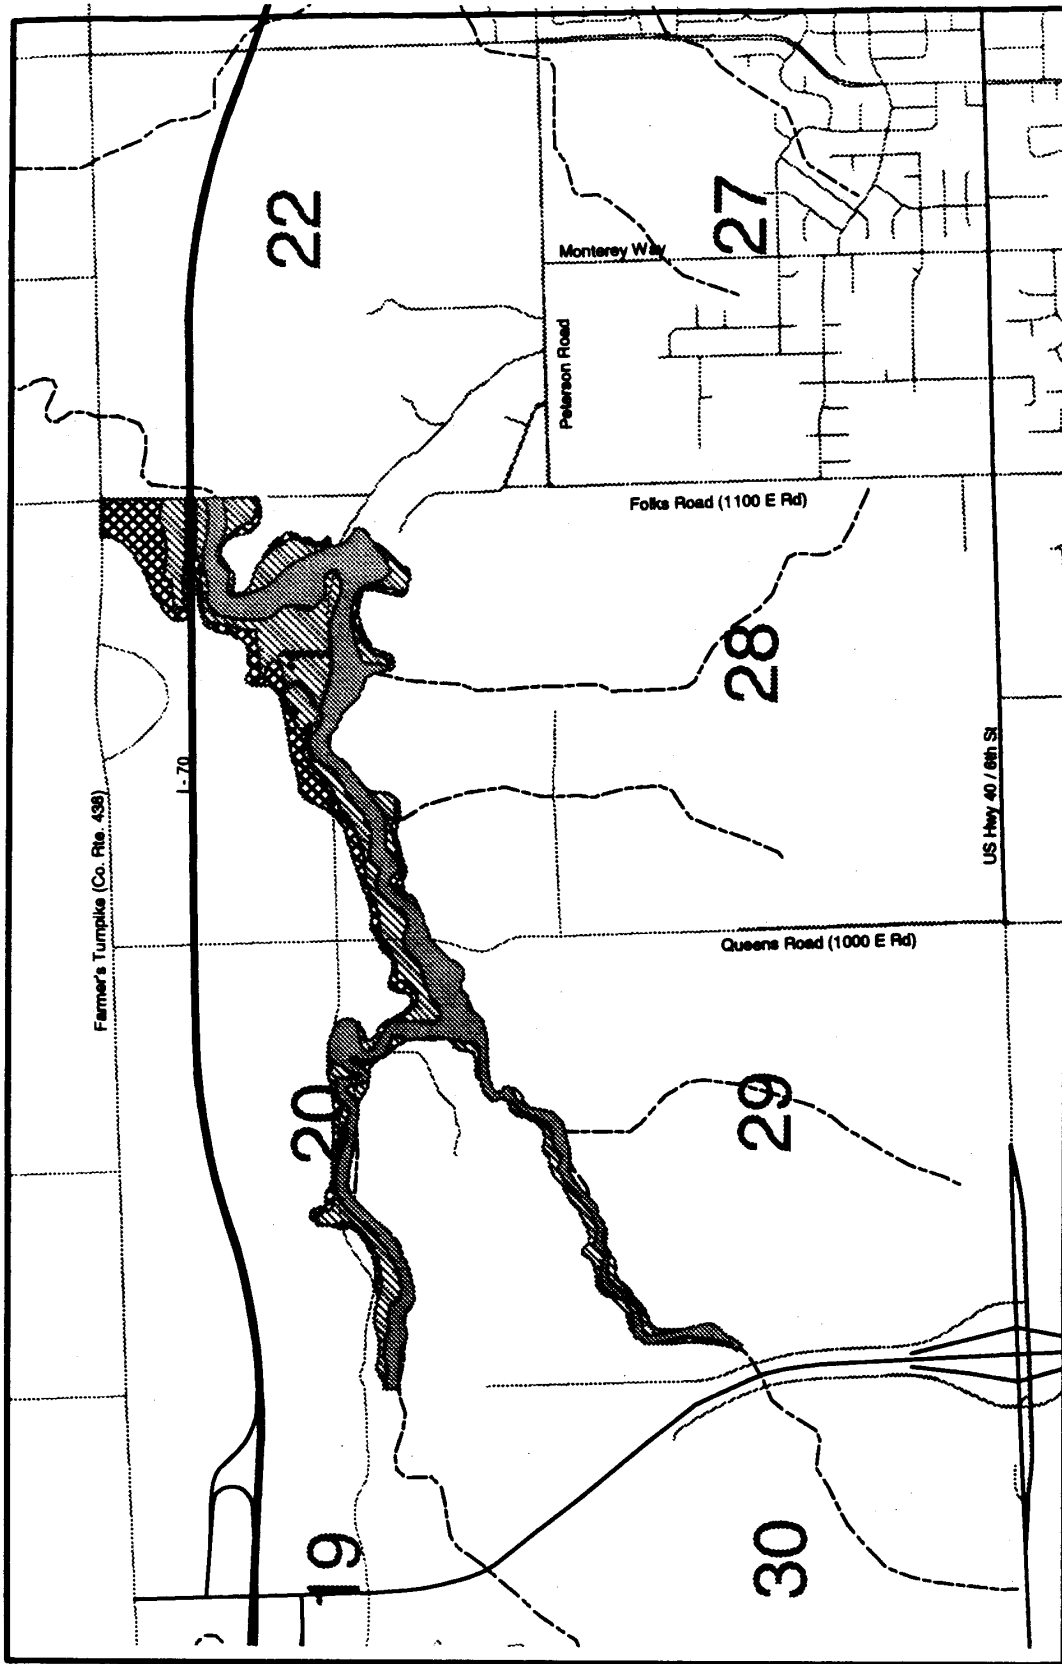 22
27
Monterey Way
Peterson Road
Folks Road (1100 E Rd)
28
I-70
Farmer's Turnpike (Co. Rte. 438)
US Hwy 40 / 6th St
Queens Road (1000 E Rd)
20
29
19
30